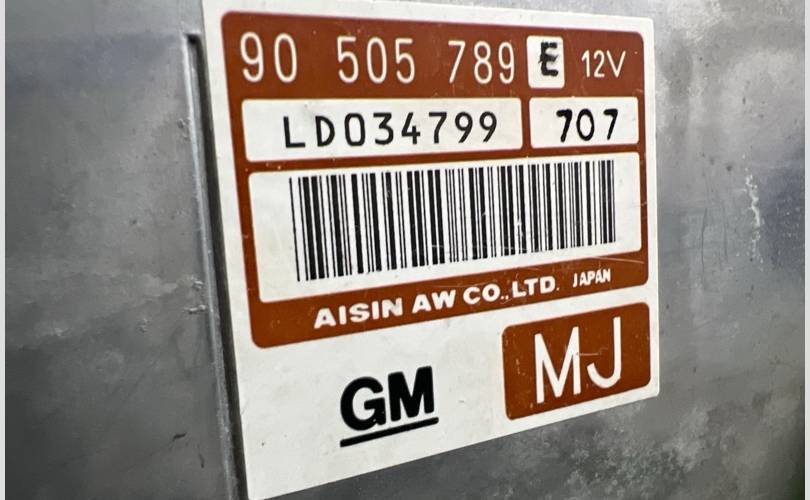 90 505 789 E 12V
LD034799 707
AISIN AW CO., LTD. JAPAN
GM MJ